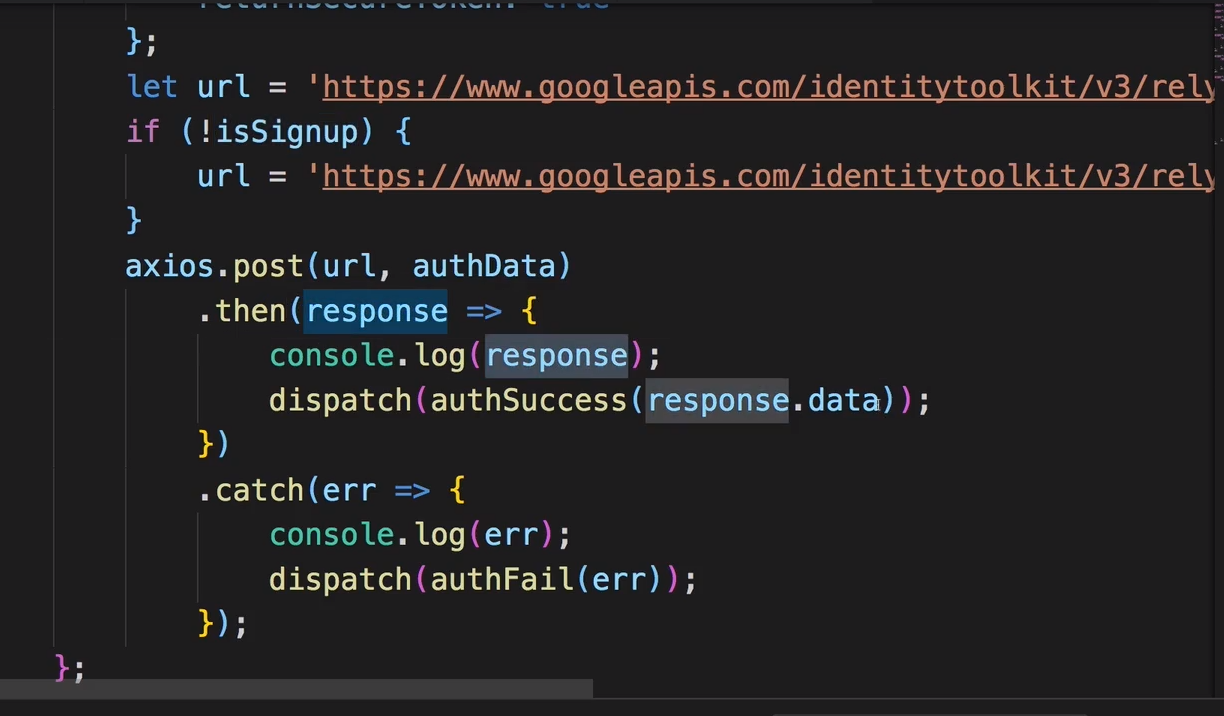 returnSecureToken: true
};
let url = 'https://www.googleapis.com/identitytoolkit/v3/rely
if (!isSignup) {
url = 'https://www.googleapis.com/identitytoolkit/v3/rely
}
axios.post(url, authData)
.then(response => {
console.log(response);
dispatch(authSuccess(response.data));
})
.catch(err => {
console.log(err);
dispatch(authFail(err));
});
};